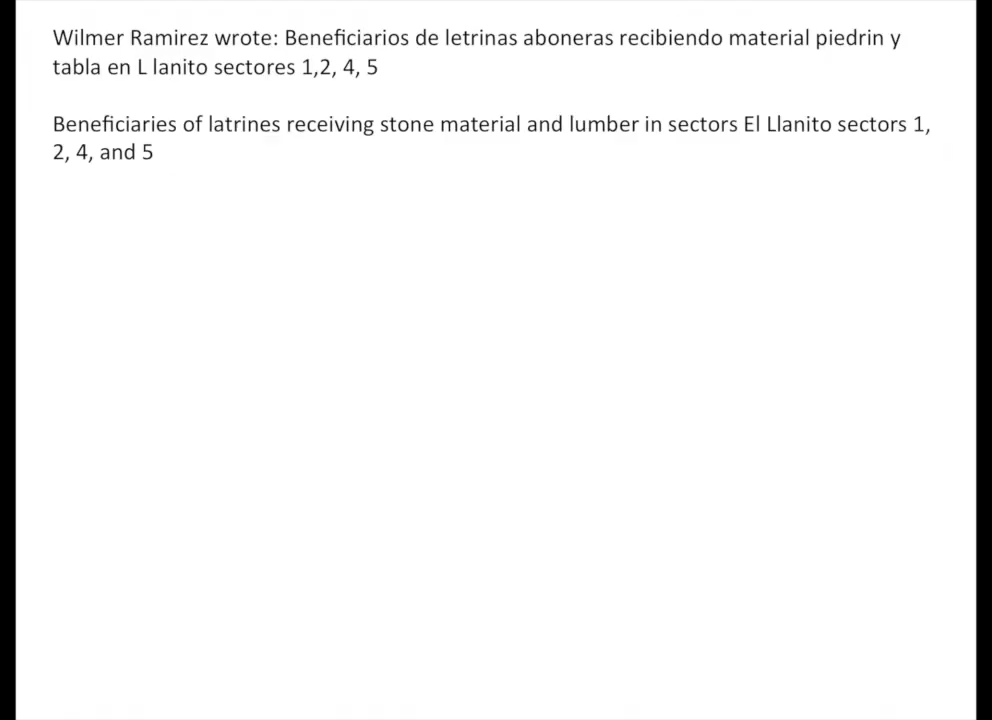 Wilmer Ramirez wrote: Beneficiarios de letrinas aboneras recibiendo material piedrin y
tabla en L lanito sectores 1,2, 4, 5
Beneficiaries of latrines receiving stone material and lumber in sectors El Llanito sectors 1,
2, 4, and 5